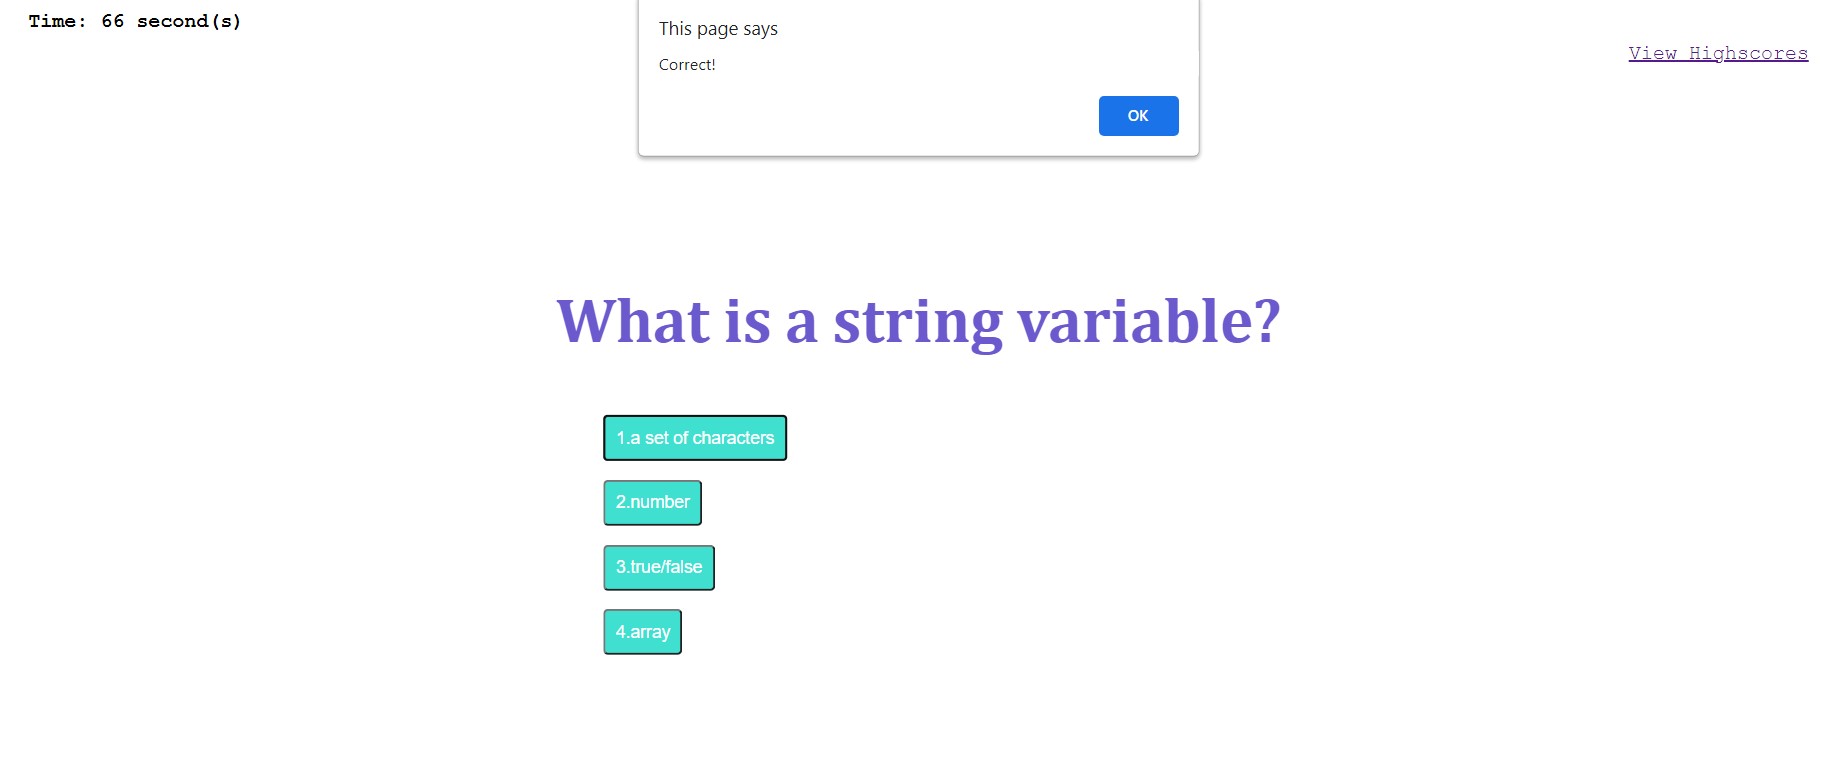 Time: 66 second(s)
This page says
Correct!
OK
View Highscores
What is a string variable?
1.a set of characters
2.number
3.true/false
4.array